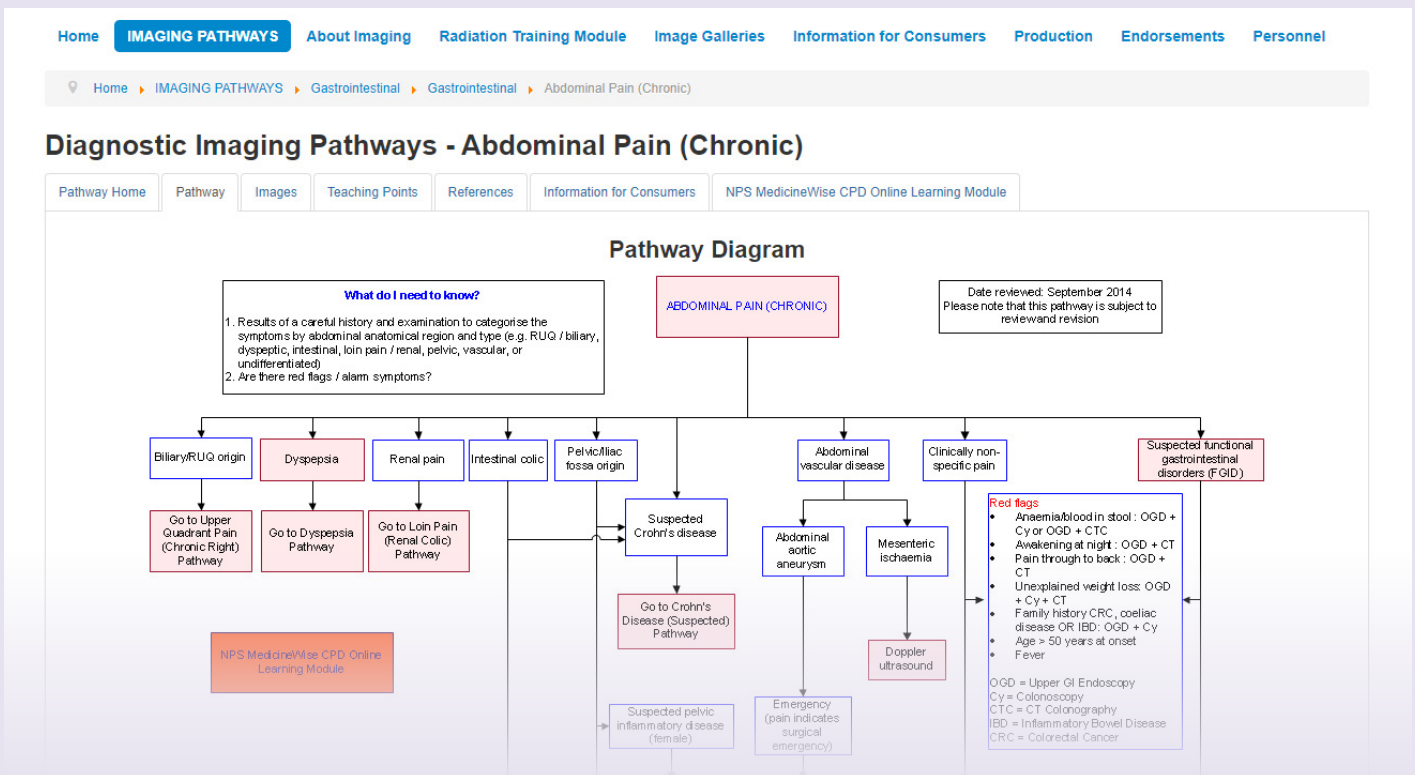 Home IMAGING PATHWAYS About Imaging Radiation Training Module Image Galleries Information for Consumers Production Endorsements Personnel
Home IMAGING PATHWAYS Gastrointestinal Gastrointestinal Abdominal Pain (Chronic)
Diagnostic Imaging Pathways - Abdominal Pain (Chronic)
Pathway Home Pathway Images Teaching Points References Information for Consumers NPS MedicineWise CPD Online Learning Module
Pathway Diagram
What do I need to know?
1. Results of a careful history and examination to categorise the
symptoms by abdominal anatomical region and type (e.g. RUQ / biliary,
dyspeptic, intestinal, loin pain / renal, pelvic, vascular, or
undifferentiated)
2. Are there red flags / alarm symptoms?
ABDOMINAL PAIN (CHRONIC)
Date reviewed: September 2014
Please note that this pathway is subject to
reviewand revision
Biliary/RUQ origin
Dyspepsia
Renal pain
Intestinal colic
Pelvic/Iliac
fossa origin
Abdominal
vascular disease
Clinically non-
specific pain
Suspected functional
gastrointestinal
disorders (FGID)
Go to Upper
Quadrant Pain
(Chronic Right)
Pathway
Go to Dyspepsia
Pathway
Go to Loin Pain
(Renal Colic)
Pathway
Suspected
Crohn's disease
Abdominal
aortic
aneurysm
Mesenteric
ischaemia
Red flags
• Anaemia/blood in stool : OGD +
Cy or OGD + CTC
• Awakening at night : OGD + CT
• Pain through to back : OGD +
CT
• Unexplained weight loss: OGD
+ Cy + CT
• Family history CRC, coeliac
disease OR IBD: OGD + Cy
• Age > 50 years at onset
• Fever
OGD = Upper GI Endoscopy
Cy = Colonoscopy
CTC = CT Colonography
IBD = Inflammatory Bowel Disease
CRC = Colorectal Cancer
Go to Crohn's
Disease (Suspected)
Pathway
Doppler
ultrasound
NPS MedicineWise CPD Online
Learning Module
Suspected pelvic
inflammatory disease
(female)
Emergency
(pain indicates
surgical
emergency)